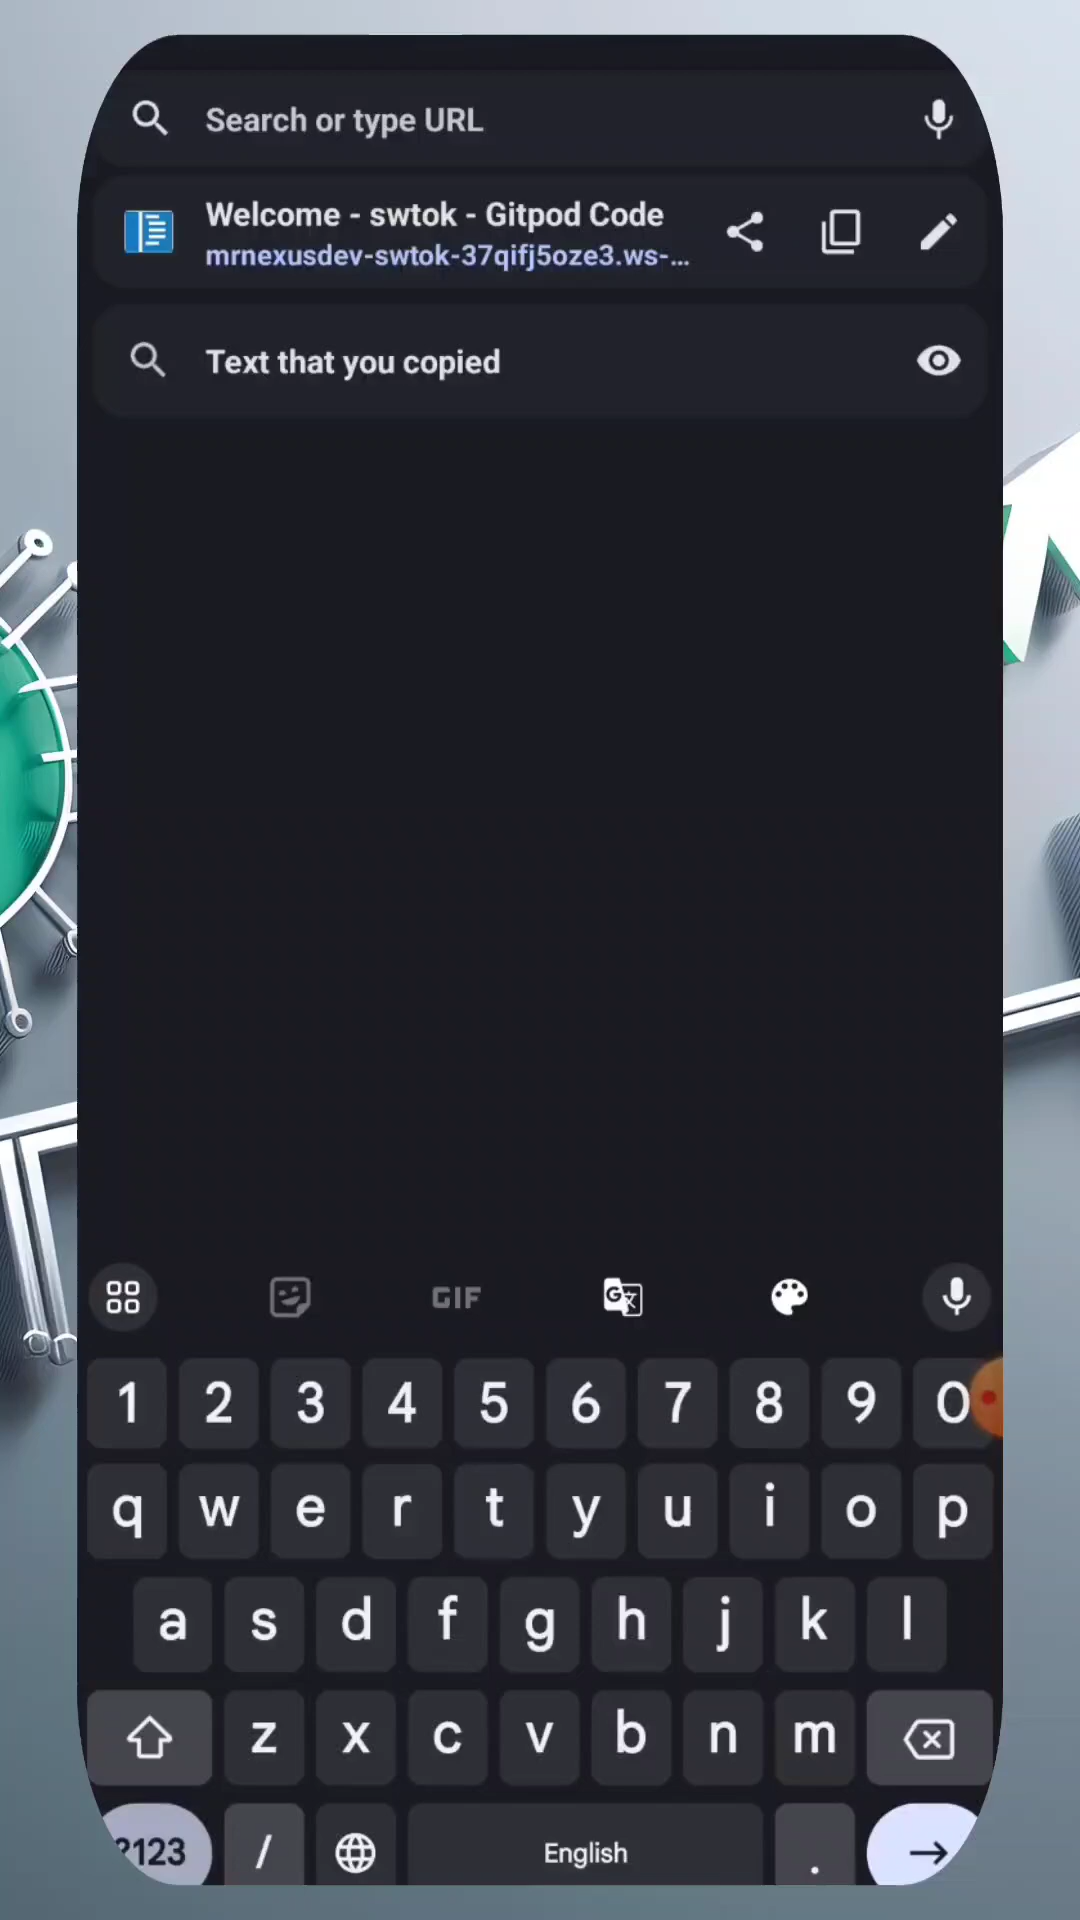 Search or type URL
Welcome - swtok - Gitpod Code
mrnexusdev-swtok-37qifj5oze3.ws-...
Text that you copied
GIF
1 2 3 4 5 6 7 8 9 0
q w e r t y u i o p
a s d f g h j k l
z x c v b n m
?123 / English .